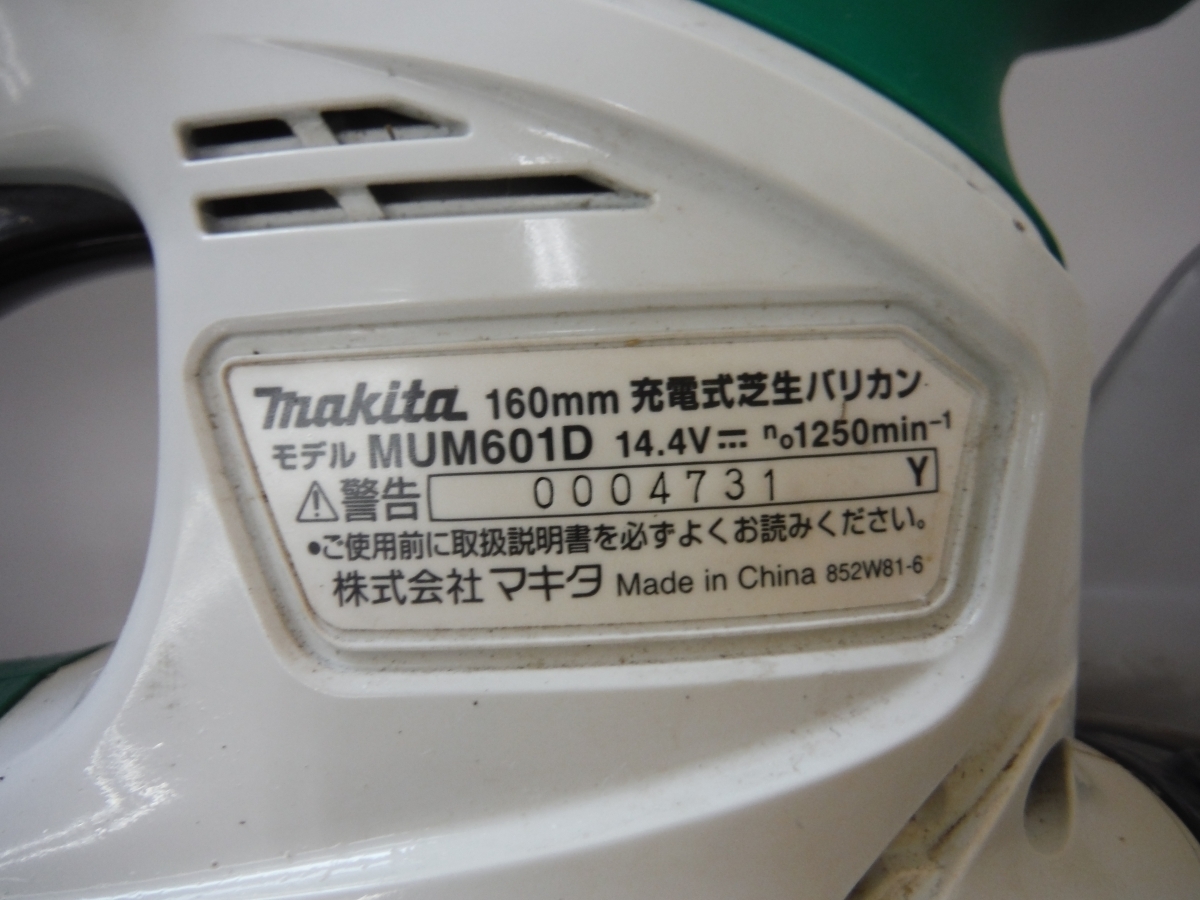 makita 160mm 充電式芝生バリカン
モデル MUM601D 14.4V⎓ n₀1250min⁻¹
⚠警告 0004731 Y
•ご使用前に取扱説明書を必ずよくお読みください。
株式会社 マキタ Made in China 852W81-6